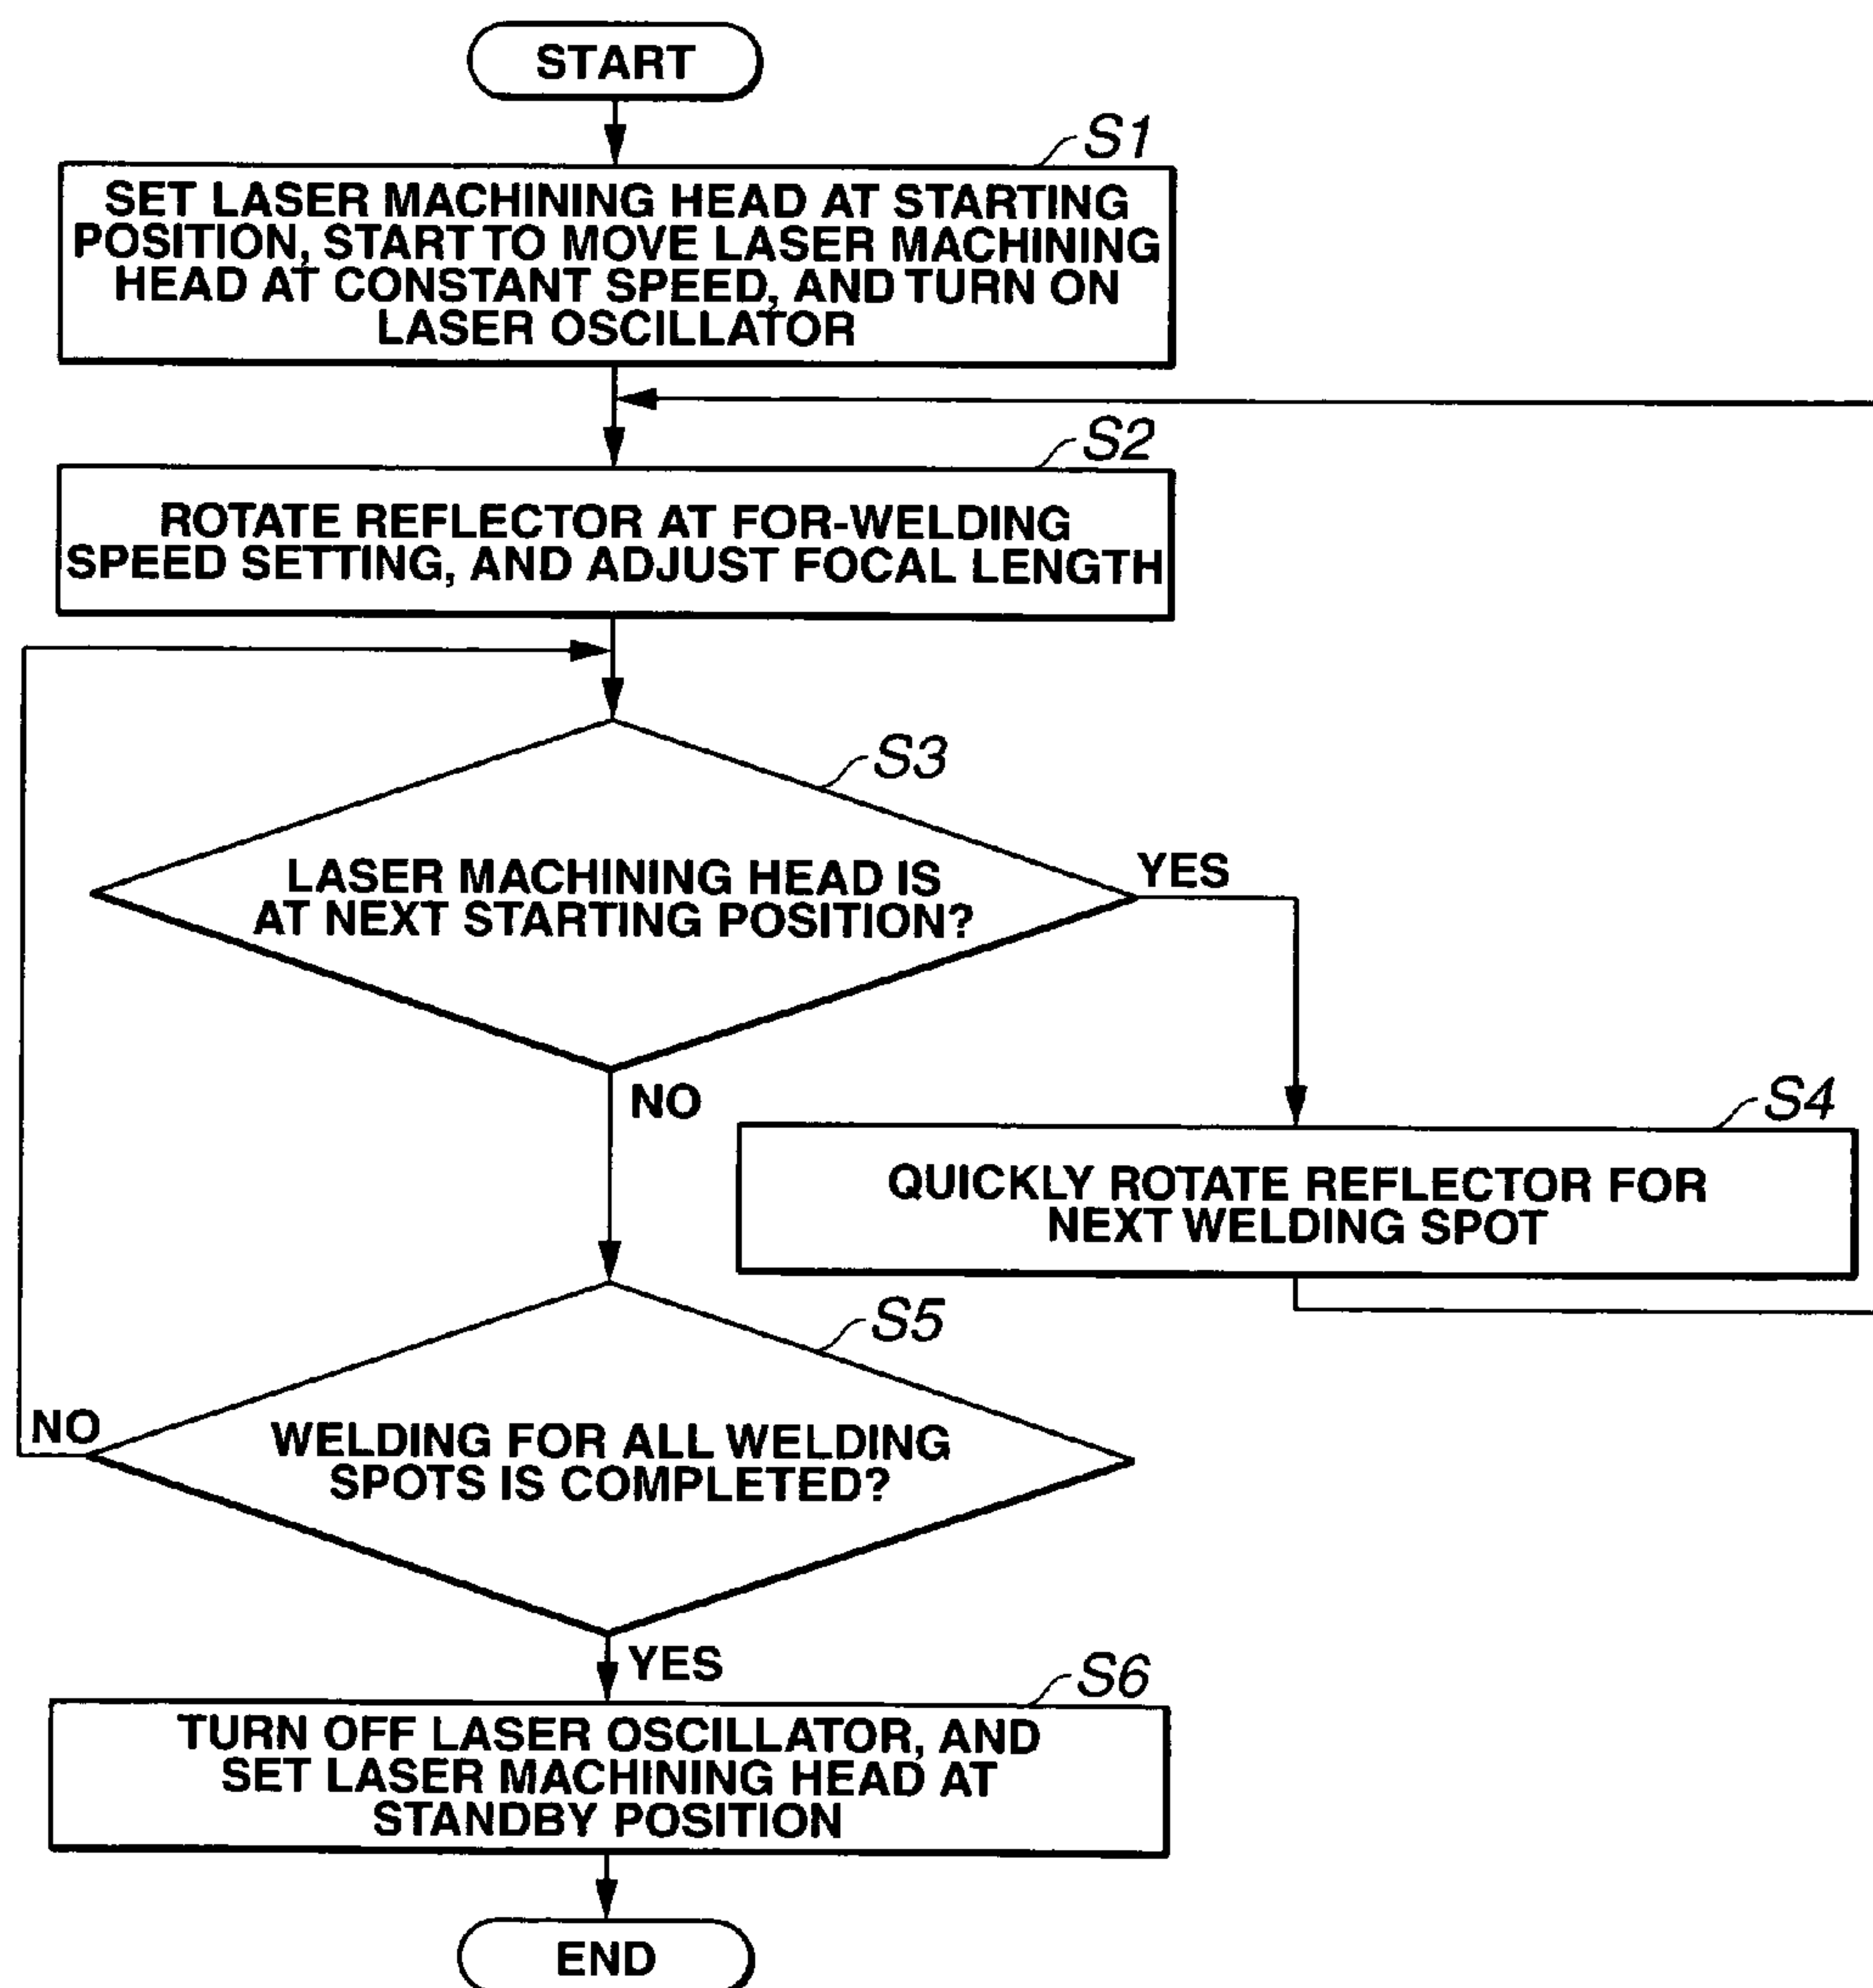 START
S1
SET LASER MACHINING HEAD AT STARTING
POSITION, START TO MOVE LASER MACHINING
HEAD AT CONSTANT SPEED, AND TURN ON
LASER OSCILLATOR
S2
ROTATE REFLECTOR AT FOR-WELDING
SPEED SETTING, AND ADJUST FOCAL LENGTH
S3
LASER MACHINING HEAD IS
AT NEXT STARTING POSITION?
YES
NO
S4
QUICKLY ROTATE REFLECTOR FOR
NEXT WELDING SPOT
S5
NO
WELDING FOR ALL WELDING
SPOTS IS COMPLETED?
YES
S6
TURN OFF LASER OSCILLATOR, AND
SET LASER MACHINING HEAD AT
STANDBY POSITION
END